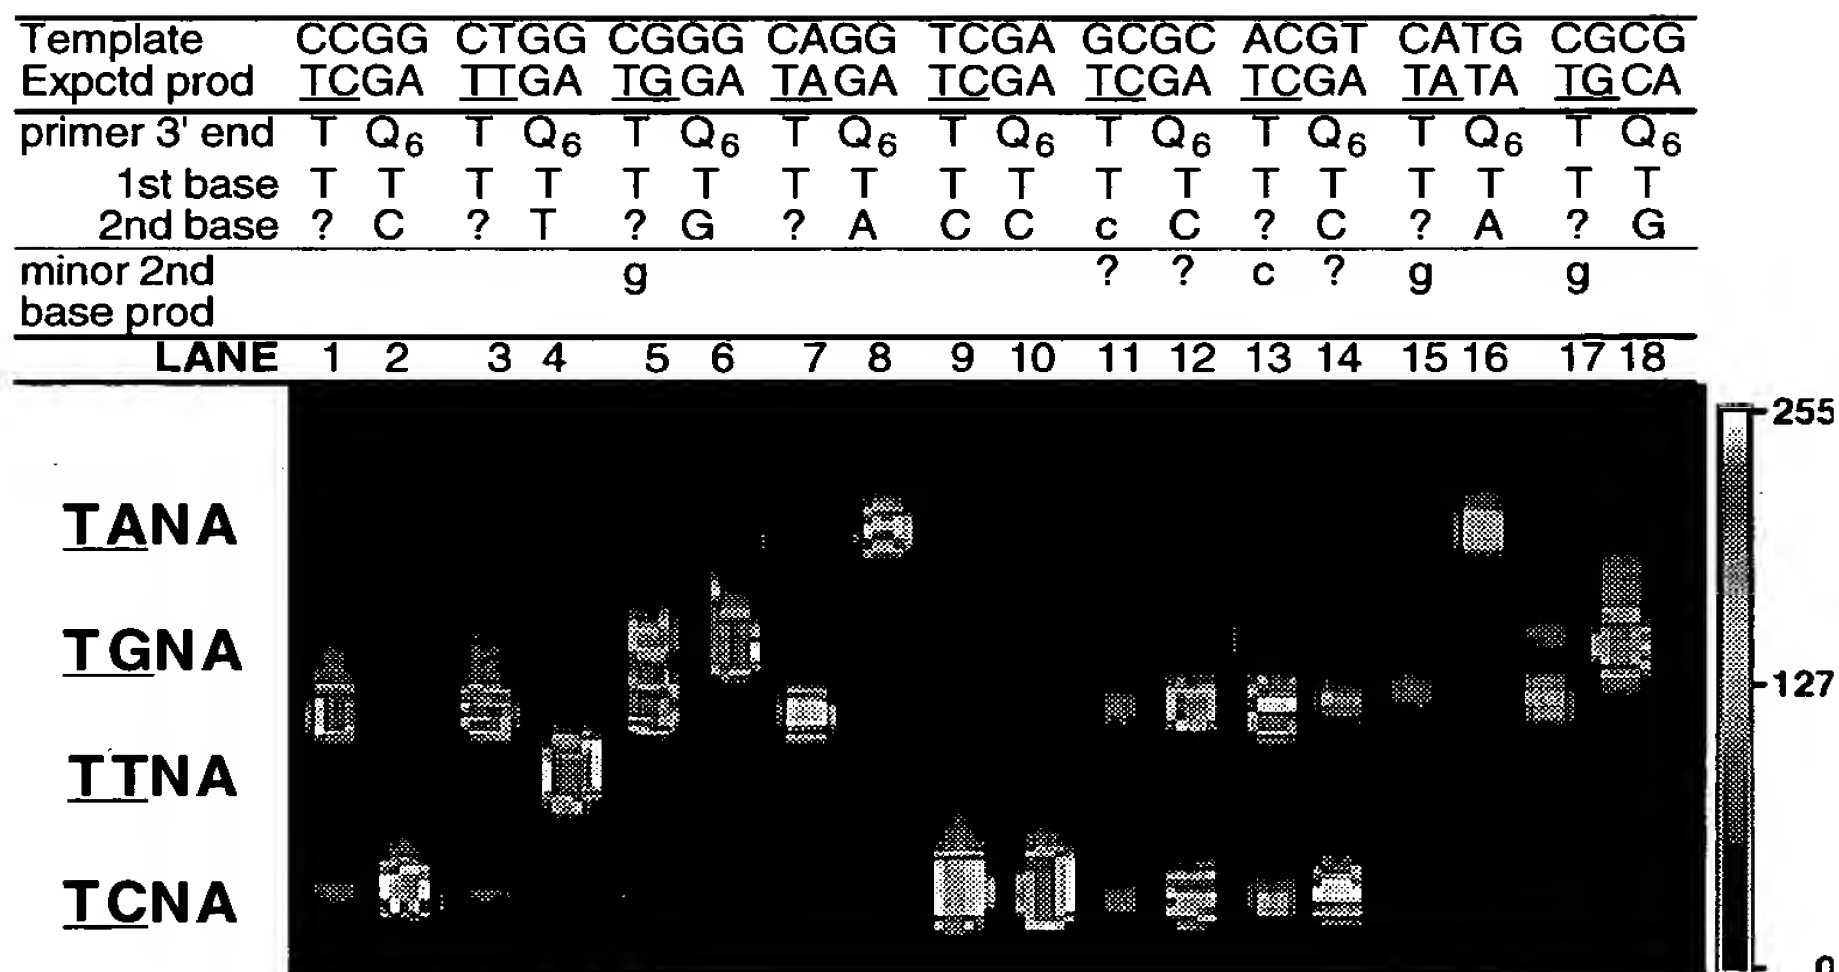 Template CCGG CTGG CGGG CAGG TCGA GCGC ACGT CATG CGCG
Expctd prod TCGA TTGA TGGA TAGA TCGA TCGA TCGA TATA TGCA
primer 3' end T Q6 T Q6 T Q6 T Q6 T Q6 T Q6 T Q6 T Q6 T Q6
1st base T T T T T T T T T T T T T T T T T T
2nd base ? C ? T ? G ? A C C c C ? C ? A ? G
minor 2nd g ? ? c ? g g
base prod
LANE 1 2 3 4 5 6 7 8 9 10 11 12 13 14 15 16 17 18
255
TANA
TGNA
127
TTNA
TCNA
0